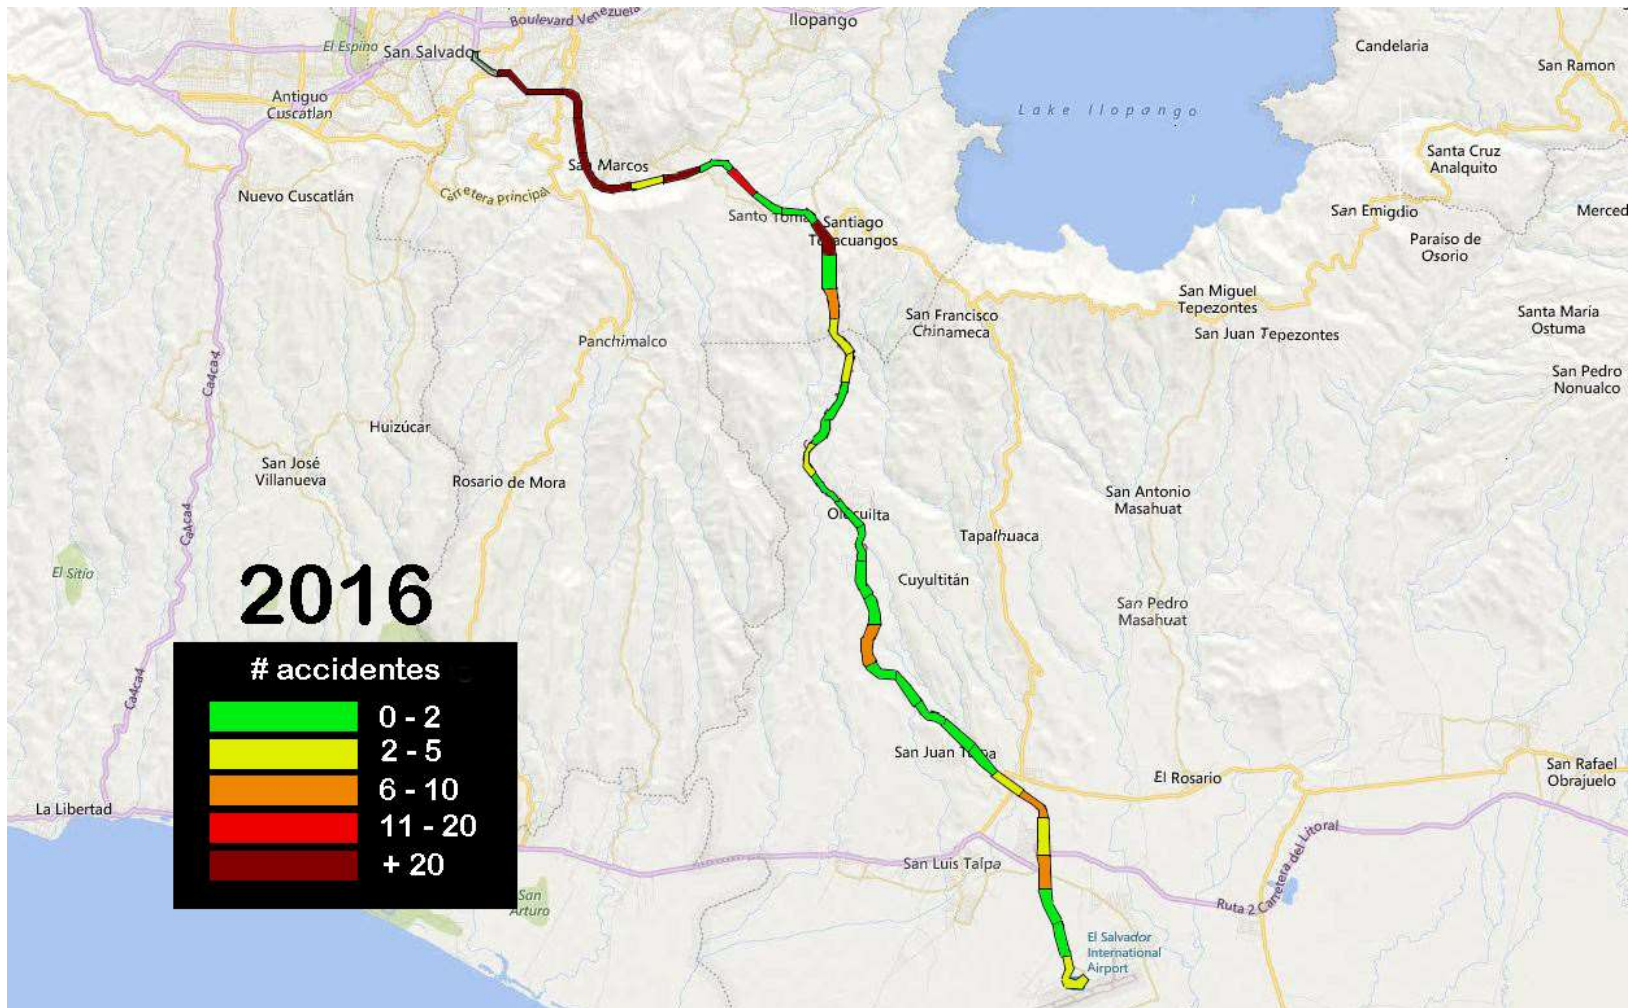 Boulevard Venezuela
Ilopango
El Espino
San Salvador
Candelaria
San Ramon
Antiguo
Cuscatlan
Lake Ilopango
Santa Cruz
Analquito
San Marcos
Nuevo Cuscatlán
Carretera Principal
Santo Tomas
Santiago
Texacuangos
San Emigdio
Merced
Paraiso de
Osorio
San Miguel
Tepezontes
San Francisco
Chinameca
San Juan Tepezontes
Santa Maria
Ostuma
Panchimalco
San Pedro
Nonualco
Ca4ca4
Huizúcar
San José
Villanueva
Rosario de Mora
San Antonio
Masahuat
Ca4ca4
Olocuilta
Tapalhuaca
El Sitio
Cuyultitán
San Pedro
Masahuat
2016
# accidentes
0 - 2
2 - 5
6 - 10
11 - 20
+ 20
Ca4ca4
San Juan Talpa
El Rosario
San Rafael
Obrajuelo
La Libertad
San Luis Talpa
Ruta 2 Carretera del Litoral
San
Arturo
El Salvador
International
Airport